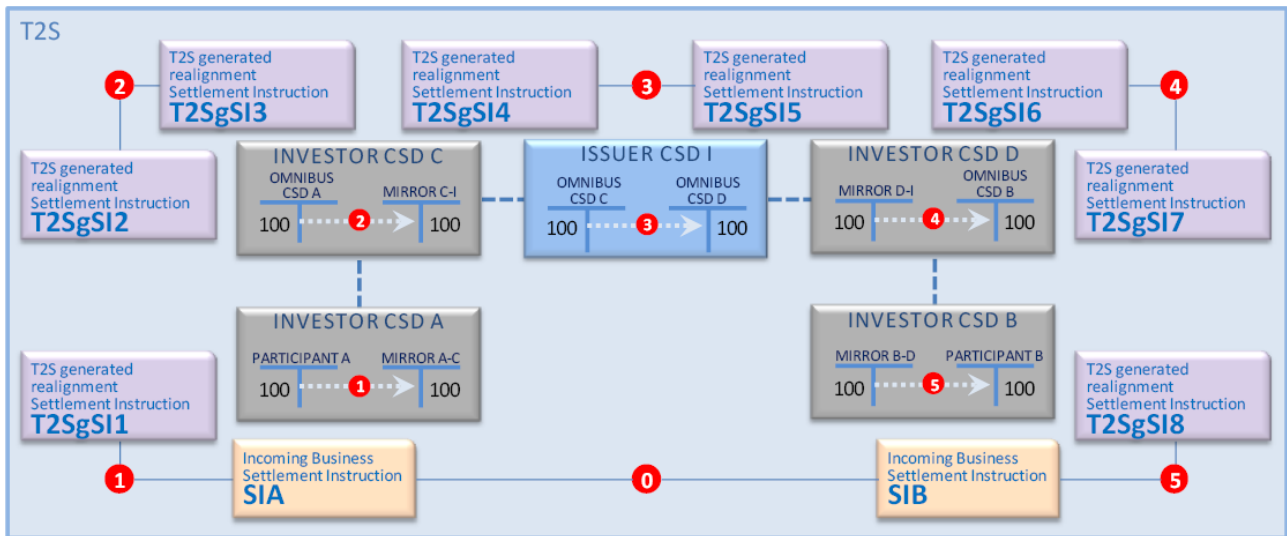 T2S
T2S generated
realignment
Settlement Instruction
T2SgSI3
T2S generated
realignment
Settlement Instruction
T2SgSI4
T2S generated
realignment
Settlement Instruction
T2SgSI5
T2S generated
realignment
Settlement Instruction
T2SgSI6
2
3
4
T2S generated
realignment
Settlement Instruction
T2SgSI2
INVESTOR CSD C
OMNIBUS
CSD A
MIRROR C-I
100
2
100
ISSUER CSD I
OMNIBUS
CSD C
OMNIBUS
CSD D
100
3
100
INVESTOR CSD D
MIRROR D-I
OMNIBUS
CSD B
100
4
100
T2S generated
realignment
Settlement Instruction
T2SgSI7
T2S generated
realignment
Settlement Instruction
T2SgSI1
INVESTOR CSD A
PARTICIPANT A
MIRROR A-C
100
1
100
INVESTOR CSD B
MIRROR B-D
PARTICIPANT B
100
5
100
T2S generated
realignment
Settlement Instruction
T2SgSI8
1
Incoming Business
Settlement Instruction
SIA
0
Incoming Business
Settlement Instruction
SIB
5